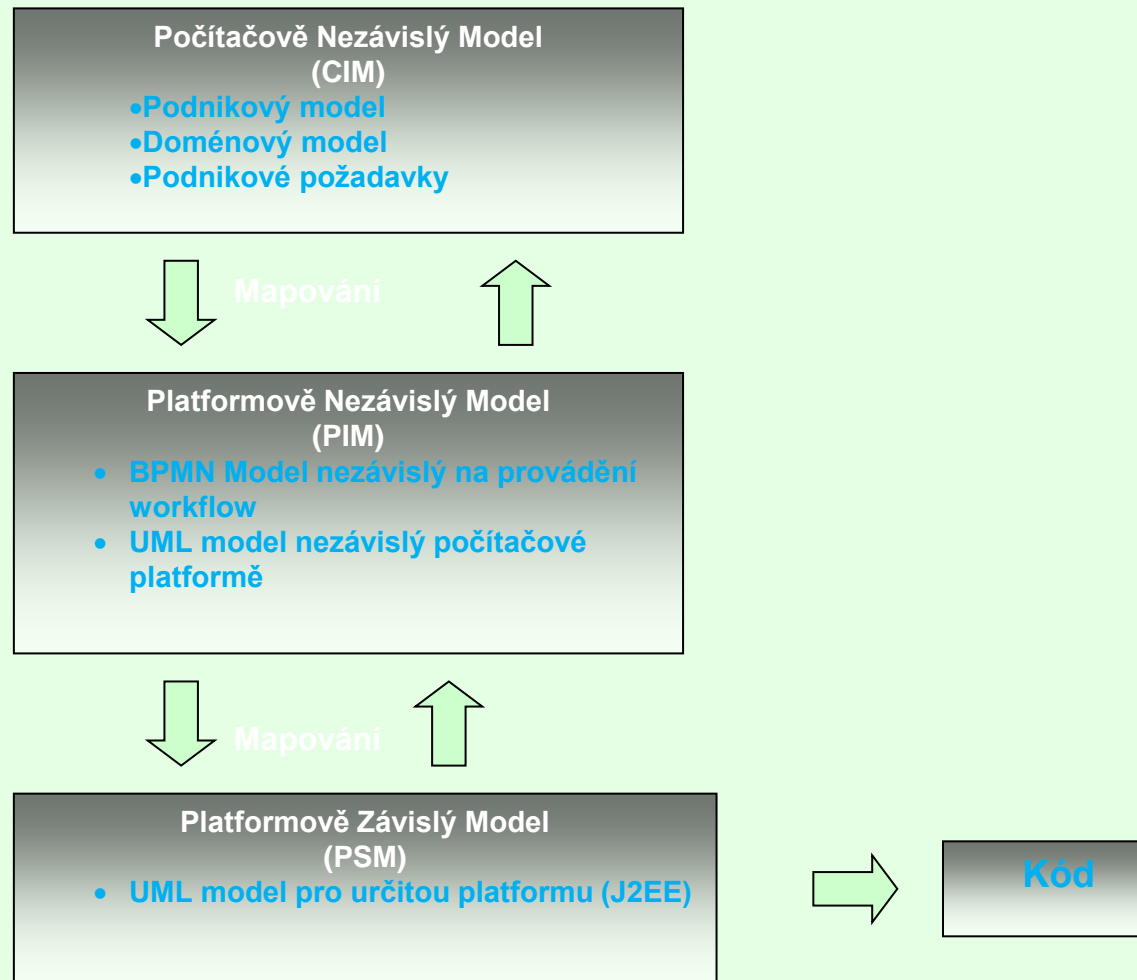 Počítačově Nezávislý Model
(CIM)
•Podnikový model
•Doménový model
•Podnikové požadavky
Mapování
Platformově Nezávislý Model
(PIM)
• BPMN Model nezávislý na provádění
workflow
• UML model nezávislý počítačové
platformě
Mapování
Platformově Závislý Model
(PSM)
• UML model pro určitou platformu (J2EE)
Kód